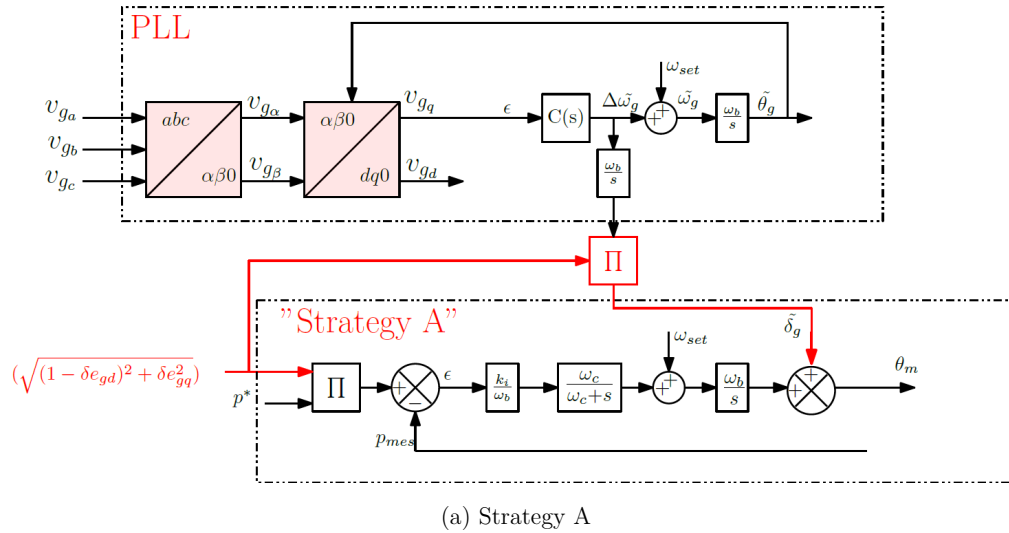 PLL
ω_set
v_{g_a}
abc
v_{g_α}
αβ0
v_{g_q}
ϵ
C(s)
Δω̃_g
++
ω̃_g
ω_b/s
θ̃_g
v_{g_b}
v_{g_c}
αβ0
v_{g_β}
dq0
v_{g_d}
ω_b/s
Π
"Strategy A"
δ̃_g
(√((1 − δe_{gd})² + δe²_{gq}))
p*
Π
+
−
ϵ
k_i/ω_b
ω_c/(ω_c+s)
ω_set
++
ω_b/s
+
+
θ_m
p_mes
(a) Strategy A